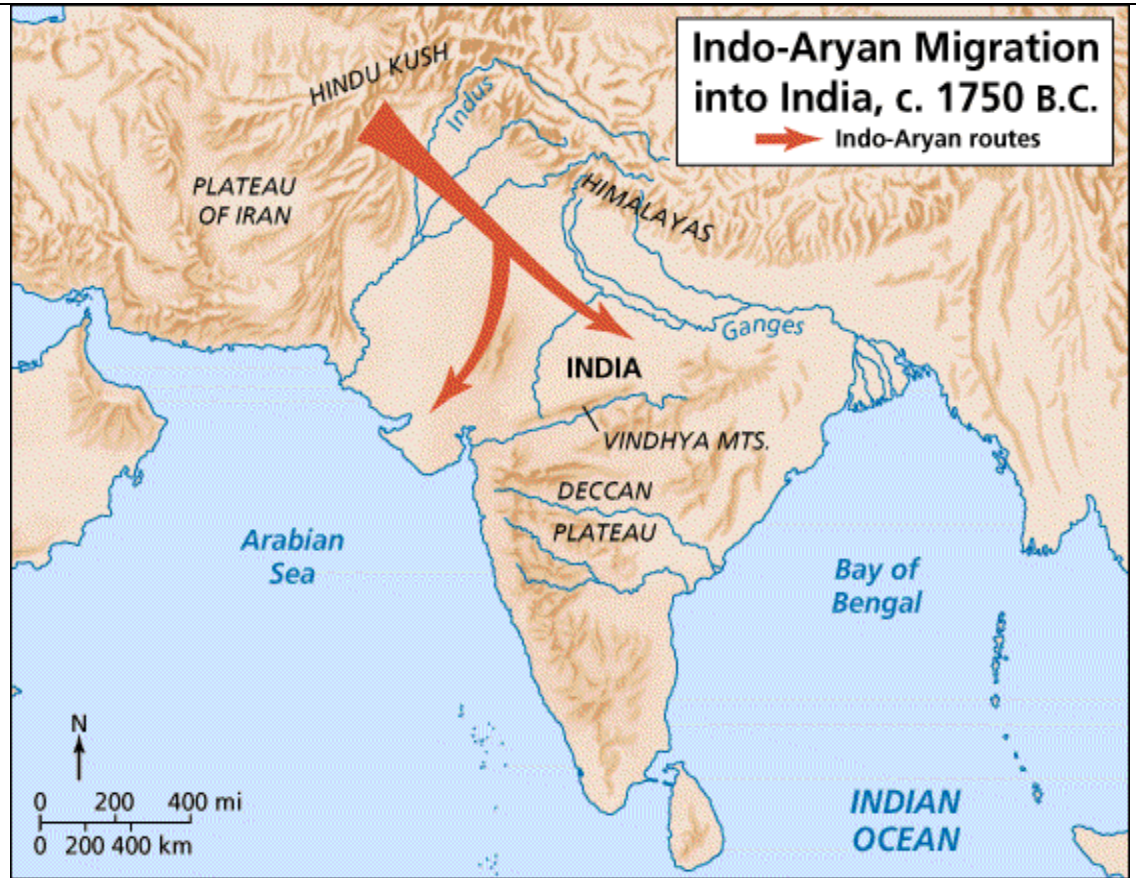 Indo-Aryan Migration
into India, c. 1750 B.C.
Indo-Aryan routes
HINDU KUSH
Indus
PLATEAU
OF IRAN
HIMALAYAS
Ganges
INDIA
VINDHYA MTS.
DECCAN
PLATEAU
Arabian
Sea
Bay of
Bengal
N
0 200 400 mi
0 200 400 km
INDIAN
OCEAN